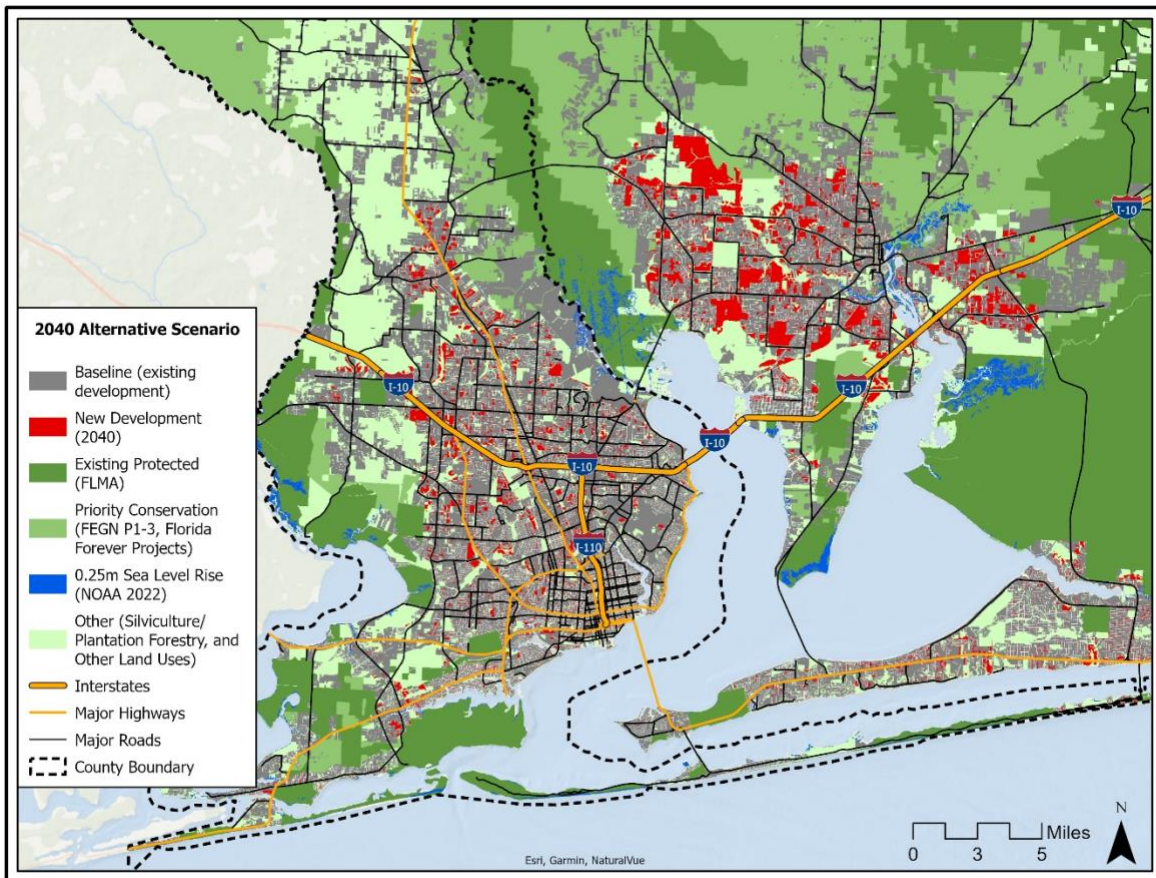 I-10
I-10
I-10
I-10
I-10
I-110
2040 Alternative Scenario
Baseline (existing
development)
New Development
(2040)
Existing Protected
(FLMA)
Priority Conservation
(FEGN P1-3, Florida
Forever Projects)
0.25m Sea Level Rise
(NOAA 2022)
Other (Silviculture/
Plantation Forestry, and
Other Land Uses)
Interstates
Major Highways
Major Roads
County Boundary
N
Miles
0 3 5
Esri, Garmin, NaturalVue